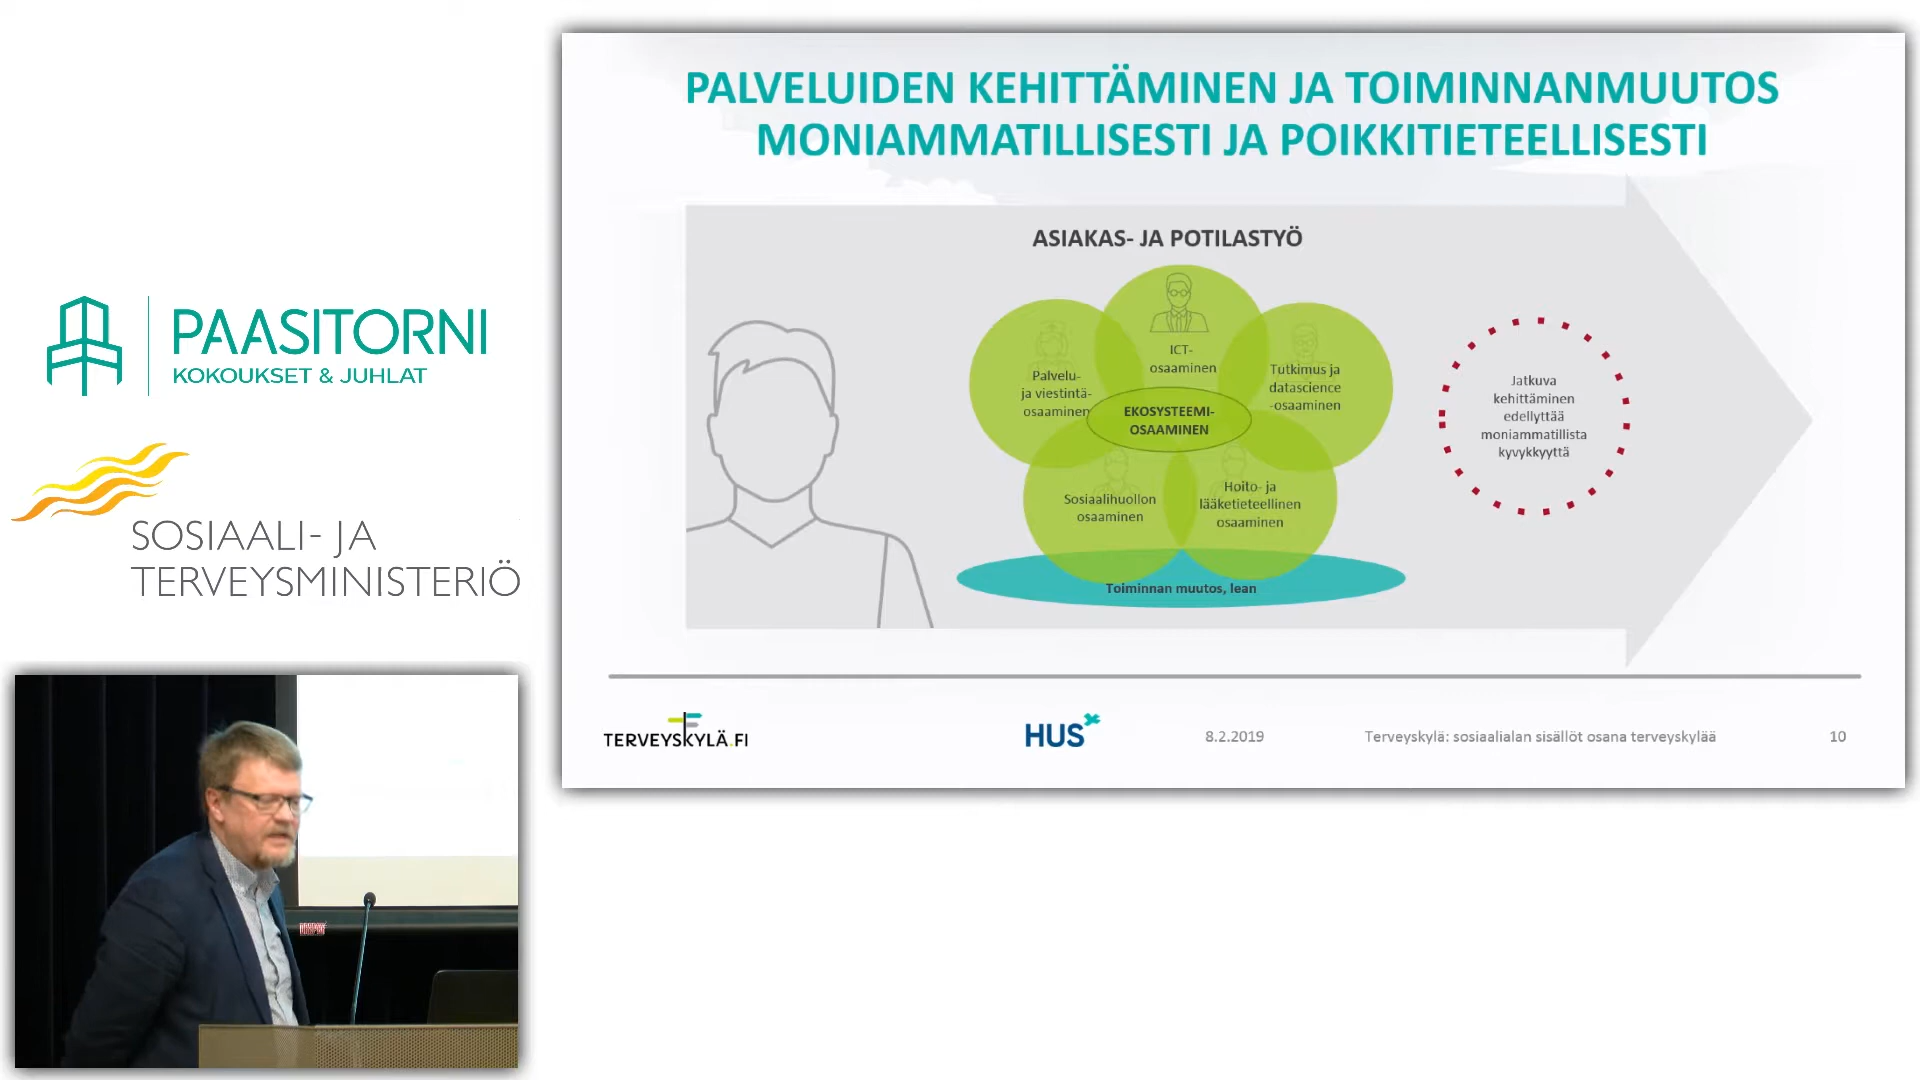 PAASITORNI
KOKOUKSET & JUHLAT
SOSIAALI- JA
TERVEYSMINISTERIÖ
PALVELUIDEN KEHITTÄMINEN JA TOIMINNANMUUTOS
MONIAMMATILLISESTI JA POIKKITIETEELLISESTI
ASIAKAS- JA POTILASTYÖ
ICT-
osaaminen
Palvelu-
ja viestintä-
osaaminen
Tutkimus ja
datascience
-osaaminen
EKOSYSTEEMI-
OSAAMINEN
Sosiaalihuollon
osaaminen
Hoito- ja
lääketieteellinen
osaaminen
Toiminnan muutos, lean
Jatkuva
kehittäminen
edellyttää
moniammatillista
kyvykkyyttä
TERVEYSKYLÄ.FI
HUS
8.2.2019
Terveyskylä: sosiaalialan sisällöt osana terveyskylää
10